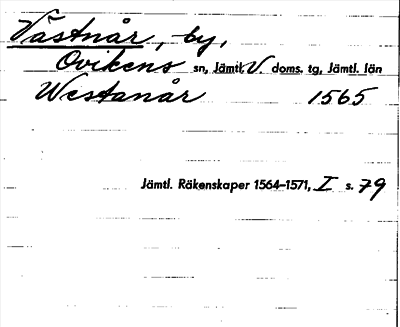 Västnår, by,
Ovikens sn, Jämtl. V. doms. tg, Jämtl. län
Westanår 1565
Jämtl. Räkenskaper 1564–1571, I s. 79